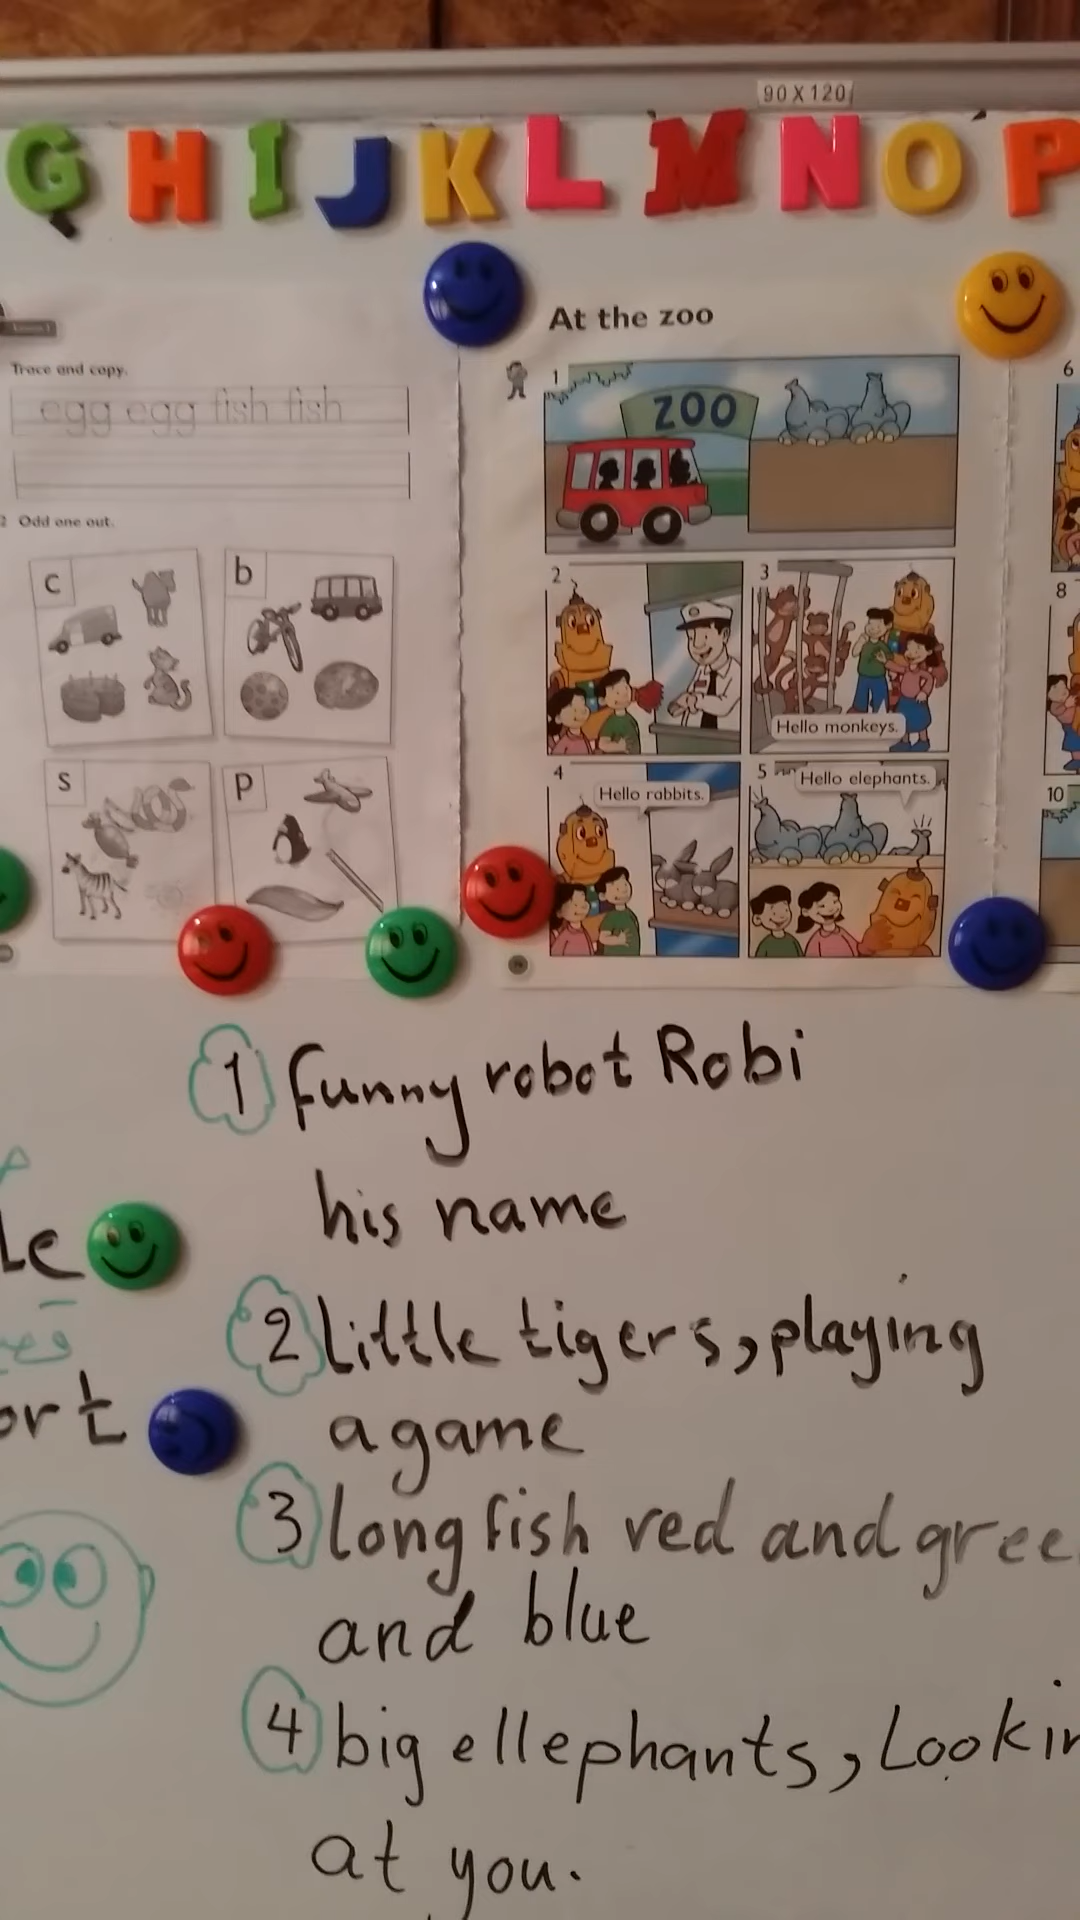 90 X 120
G H I J K L M N O P
Trace and copy.
egg egg fish fish
2 Odd one out.
c
b
s
p
At the zoo
1
ZOO
2
3
Hello monkeys.
4
Hello rabbits.
5
Hello elephants.
6
8
10
1 funny robot Robi
his name
2 little tigers, playing
a game
3 long fish red and gree
and blue
4 big ellephants, Lookin
at you.
le
ort